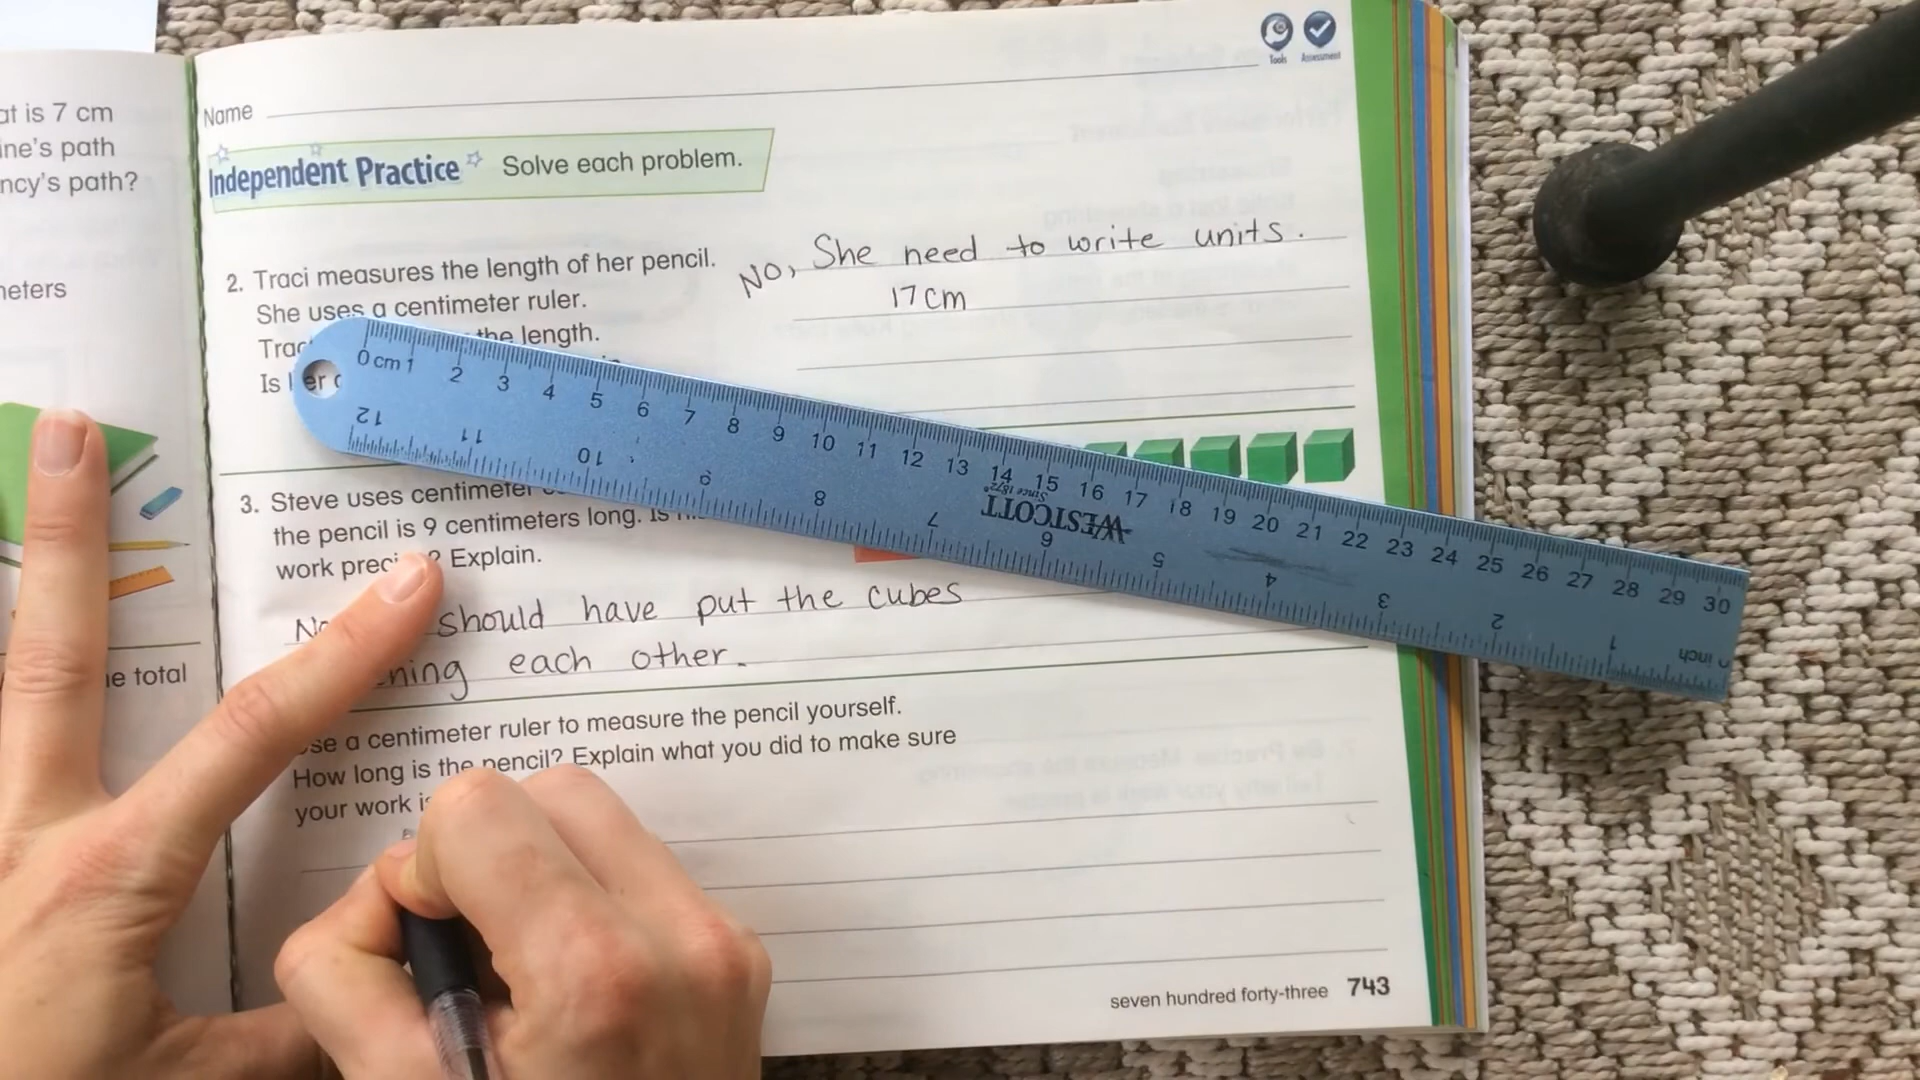 at is 7 cm
ine's path
ncy's path?
neters
e total
Tools Assessment
Name
Independent Practice Solve each problem.
2. Traci measures the length of her pencil.
She uses a centimeter ruler.
the length.
Is
No, She need to write units.
17cm
0 cm 1 2 3 4 5 6 7 8 9 10 11 12 13 14 15 16 17 18 19 20 21 22 23 24 25 26 27 28 29 30
12 11 10 9 8 7 6 5 4 3 2 1 inch
WESTCOTT
Since 1872
3. Steve uses centimeter
the pencil is 9 centimeters long. Is
work Explain.
should have put the cubes
each other.
a centimeter ruler to measure the pencil yourself.
How long is the pencil? Explain what you did to make sure
your work
seven hundred forty-three 743